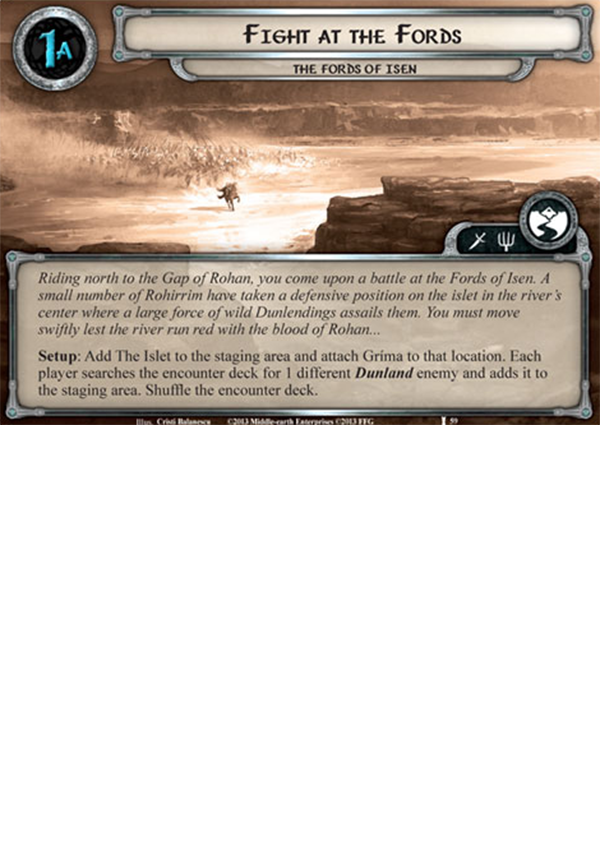 1A
Fight at the Fords
The Fords of Isen
Riding north to the Gap of Rohan, you come upon a battle at the Fords of Isen. A
small number of Rohirrim have taken a defensive position on the islet in the river's
center where a large force of wild Dunlendings assails them. You must move
swiftly lest the river run red with the blood of Rohan...
Setup: Add The Islet to the staging area and attach Gríma to that location. Each
player searches the encounter deck for 1 different Dunland enemy and adds it to
the staging area. Shuffle the encounter deck.
Illus. Cristi Balanescu ©2013 Middle-earth Enterprises ©2013 FFG 59